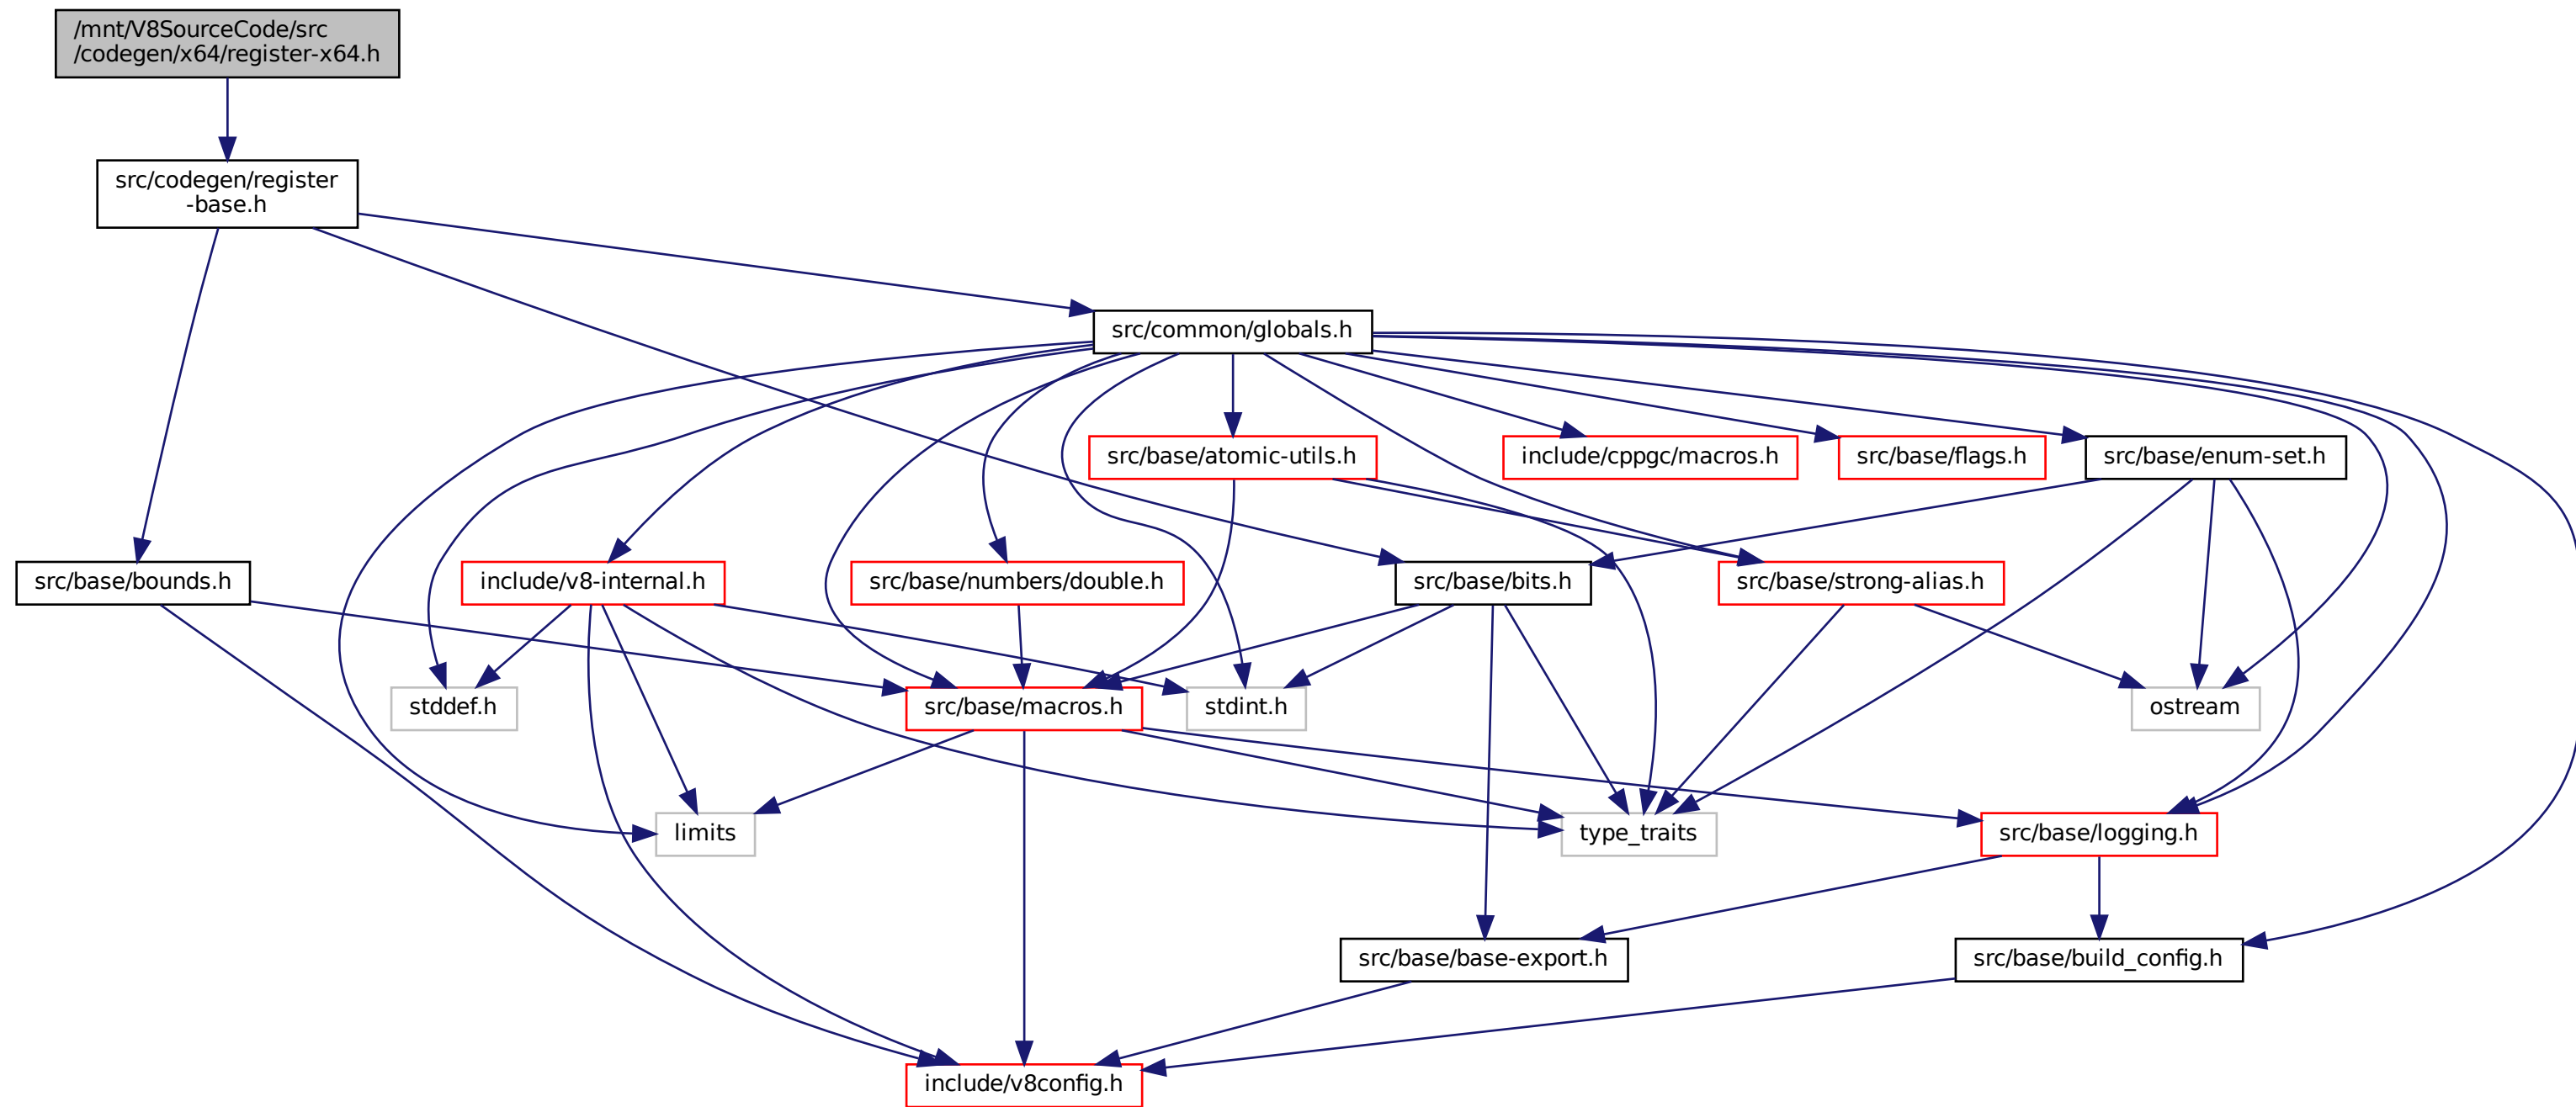 /mnt/V8SourceCode/src
/codegen/x64/register-x64.h
src/codegen/register
-base.h
src/common/globals.h
src/base/atomic-utils.h
include/cppgc/macros.h
src/base/flags.h
src/base/enum-set.h
src/base/bounds.h
include/v8-internal.h
src/base/numbers/double.h
src/base/bits.h
src/base/strong-alias.h
stddef.h
src/base/macros.h
stdint.h
ostream
limits
type_traits
src/base/logging.h
src/base/base-export.h
src/base/build_config.h
include/v8config.h